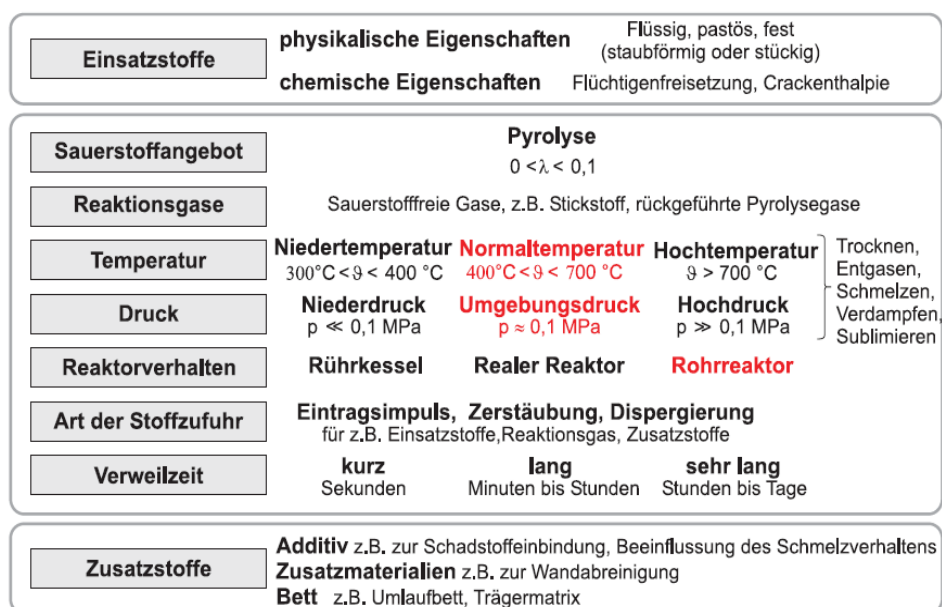 Einsatzstoffe
physikalische Eigenschaften Flüssig, pastös, fest
(staubförmig oder stückig)
chemische Eigenschaften Flüchtigenfreisetzung, Crackenthalpie
Sauerstoffangebot
Pyrolyse
0 < λ < 0,1
Reaktionsgase
Sauerstofffreie Gase, z.B. Stickstoff, rückgeführte Pyrolysegase
Temperatur
Niedertemperatur Normaltemperatur Hochtemperatur
300°C < ϑ < 400 °C 400°C < ϑ < 700 °C ϑ > 700 °C
Druck
Niederdruck Umgebungsdruck Hochdruck
p ≪ 0,1 MPa p ≈ 0,1 MPa p ≫ 0,1 MPa
Trocknen,
Entgasen,
Schmelzen,
Verdampfen,
Sublimieren
Reaktorverhalten
Rührkessel Realer Reaktor Rohrreaktor
Art der Stoffzufuhr
Eintragsimpuls, Zerstäubung, Dispergierung
für z.B. Einsatzstoffe,Reaktionsgas, Zusatzstoffe
Verweilzeit
kurz lang sehr lang
Sekunden Minuten bis Stunden Stunden bis Tage
Zusatzstoffe
Additiv z.B. zur Schadstoffeinbindung, Beeinflussung des Schmelzverhaltens
Zusatzmaterialien z.B. zur Wandabreinigung
Bett z.B. Umlaufbett, Trägermatrix